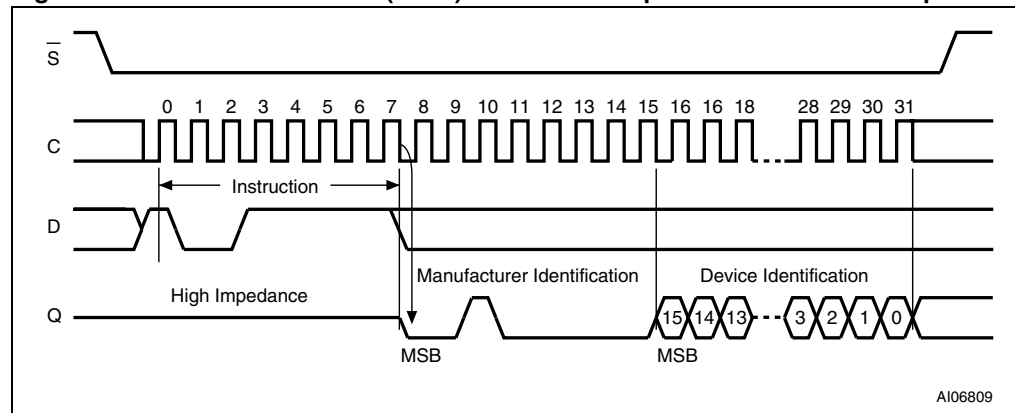 S
0 1 2 3 4 5 6 7 8 9 10 11 12 13 14 15 16 16 18 28 29 30 31
C
Instruction
D
Manufacturer Identification Device Identification
High Impedance
Q 15 14 13 3 2 1 0
MSB MSB
AI06809